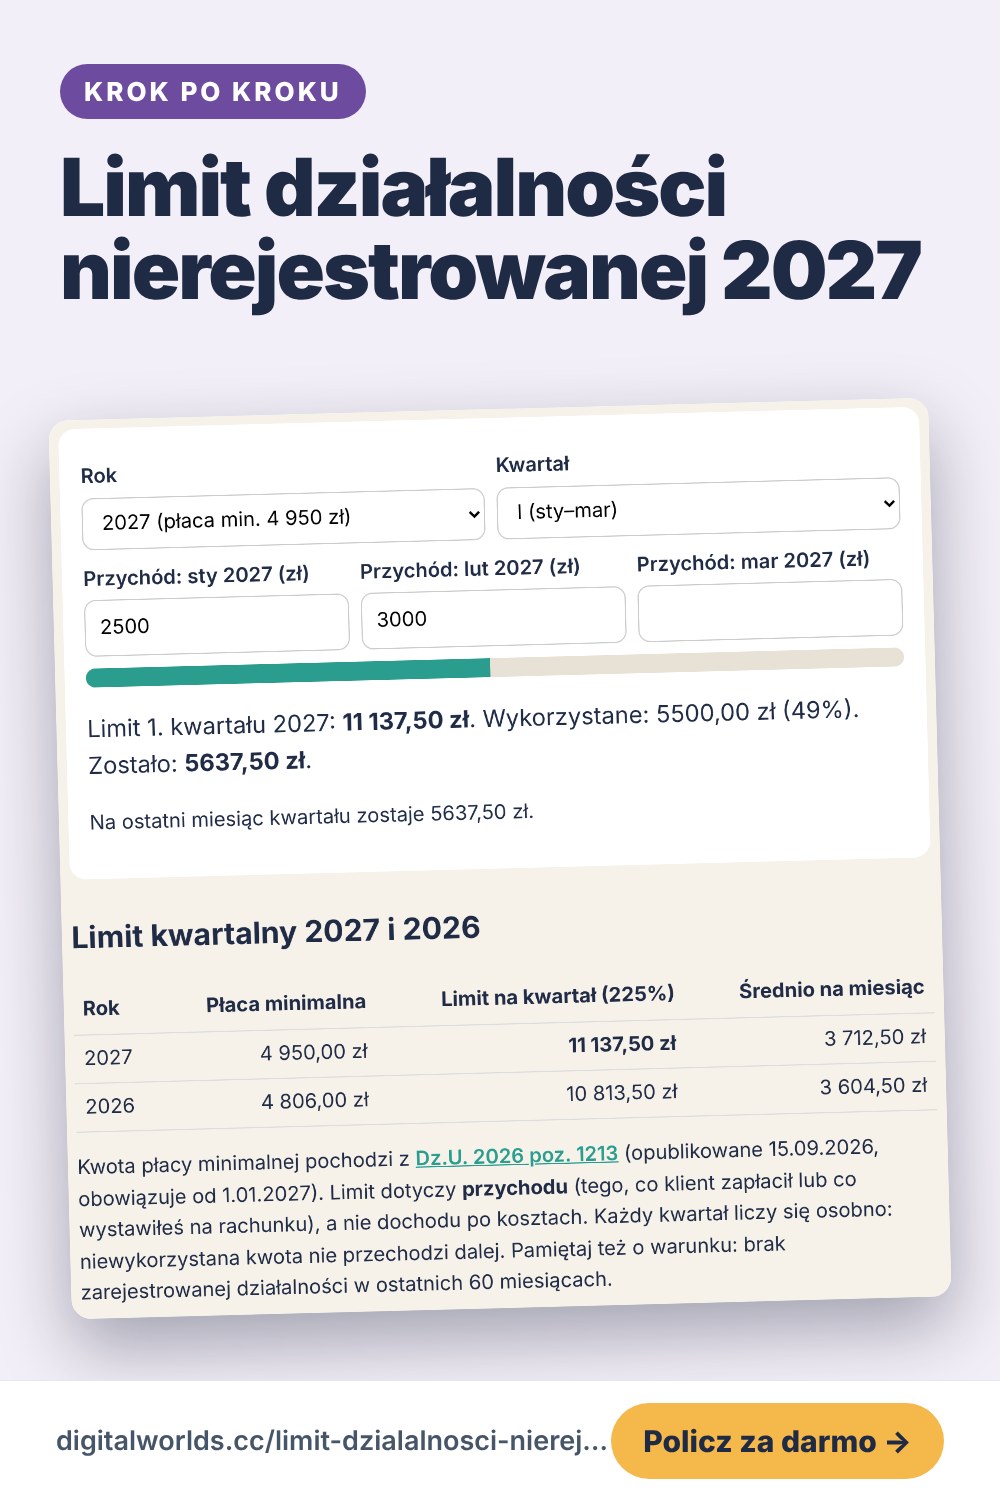 KROK PO KROKU
Limit działalności
nierejestrowanej 2027
Rok
Kwartał
2027 (płaca min. 4 950 zł)
I (sty–mar)
Przychód: sty 2027 (zł)
Przychód: lut 2027 (zł)
Przychód: mar 2027 (zł)
2500
3000
Limit 1. kwartału 2027: 11 137,50 zł. Wykorzystane: 5500,00 zł (49%).
Zostało: 5637,50 zł.
Na ostatni miesiąc kwartału zostaje 5637,50 zł.
Limit kwartalny 2027 i 2026
Rok Płaca minimalna Limit na kwartał (225%) Średnio na miesiąc
2027 4 950,00 zł 11 137,50 zł 3 712,50 zł
2026 4 806,00 zł 10 813,50 zł 3 604,50 zł
Kwota płacy minimalnej pochodzi z Dz.U. 2026 poz. 1213 (opublikowane 15.09.2026,
obowiązuje od 1.01.2027). Limit dotyczy przychodu (tego, co klient zapłacił lub co
wystawiłeś na rachunku), a nie dochodu po kosztach. Każdy kwartał liczy się osobno:
niewykorzystana kwota nie przechodzi dalej. Pamiętaj też o warunku: brak
zarejestrowanej działalności w ostatnich 60 miesiącach.
digitalworlds.cc/limit-dzialalnosci-nierej...
Policz za darmo →